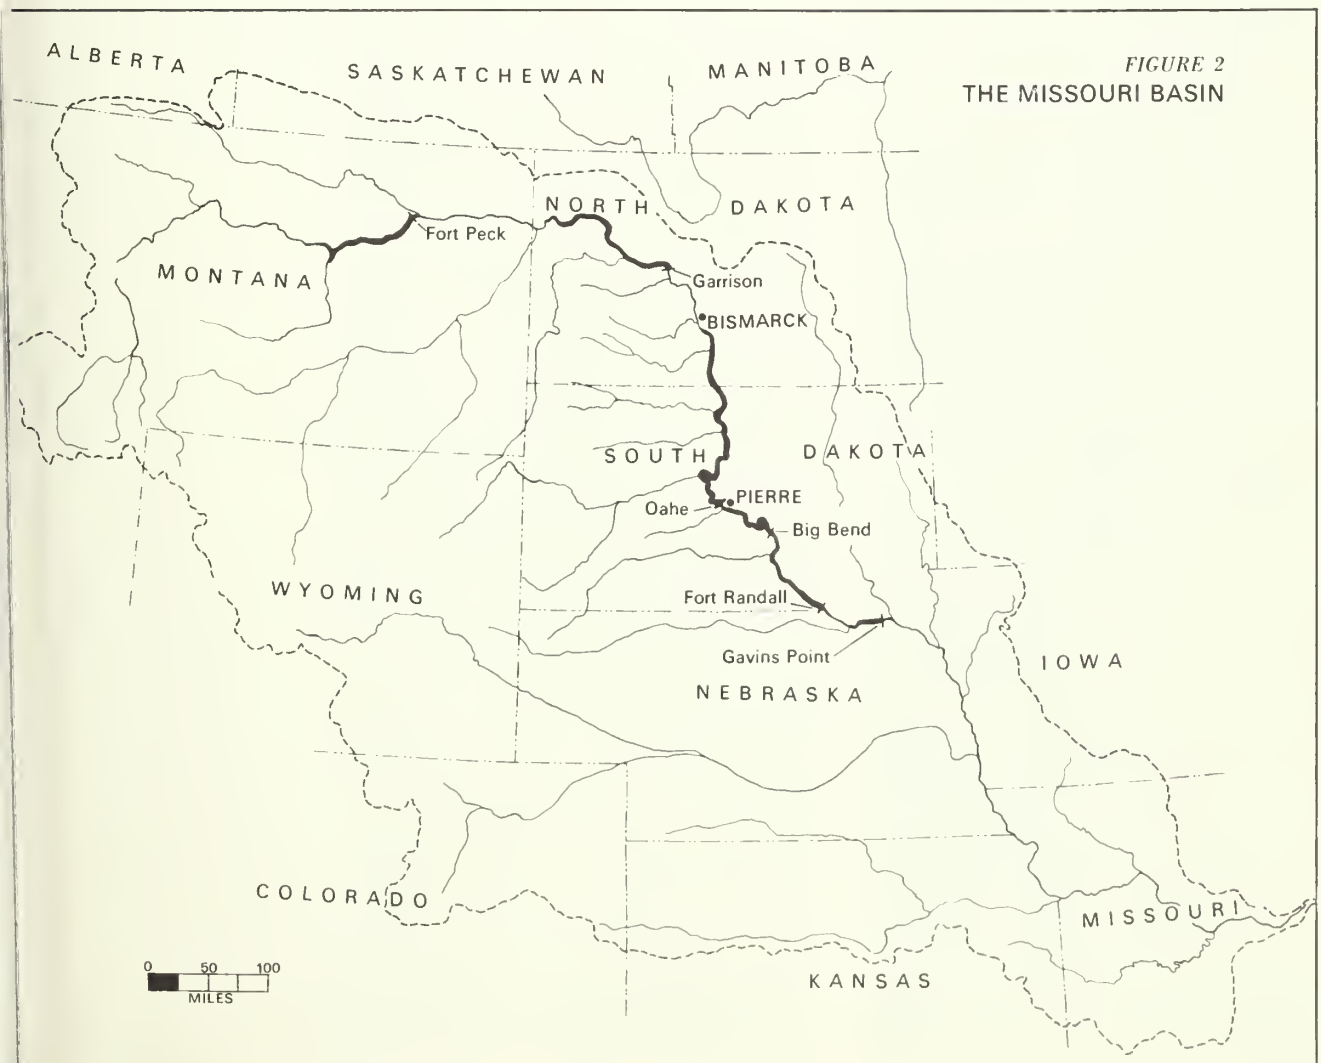 FIGURE 2
THE MISSOURI BASIN
ALBERTA
SASKATCHEWAN
MANITOBA
NORTH DAKOTA
Fort Peck
MONTANA
Garrison
BISMARCK
SOUTH DAKOTA
PIERRE
Oahe
Big Bend
WYOMING
Fort Randall
Gavins Point
IOWA
NEBRASKA
COLORADO
MISSOURI
KANSAS
0 50 100
MILES